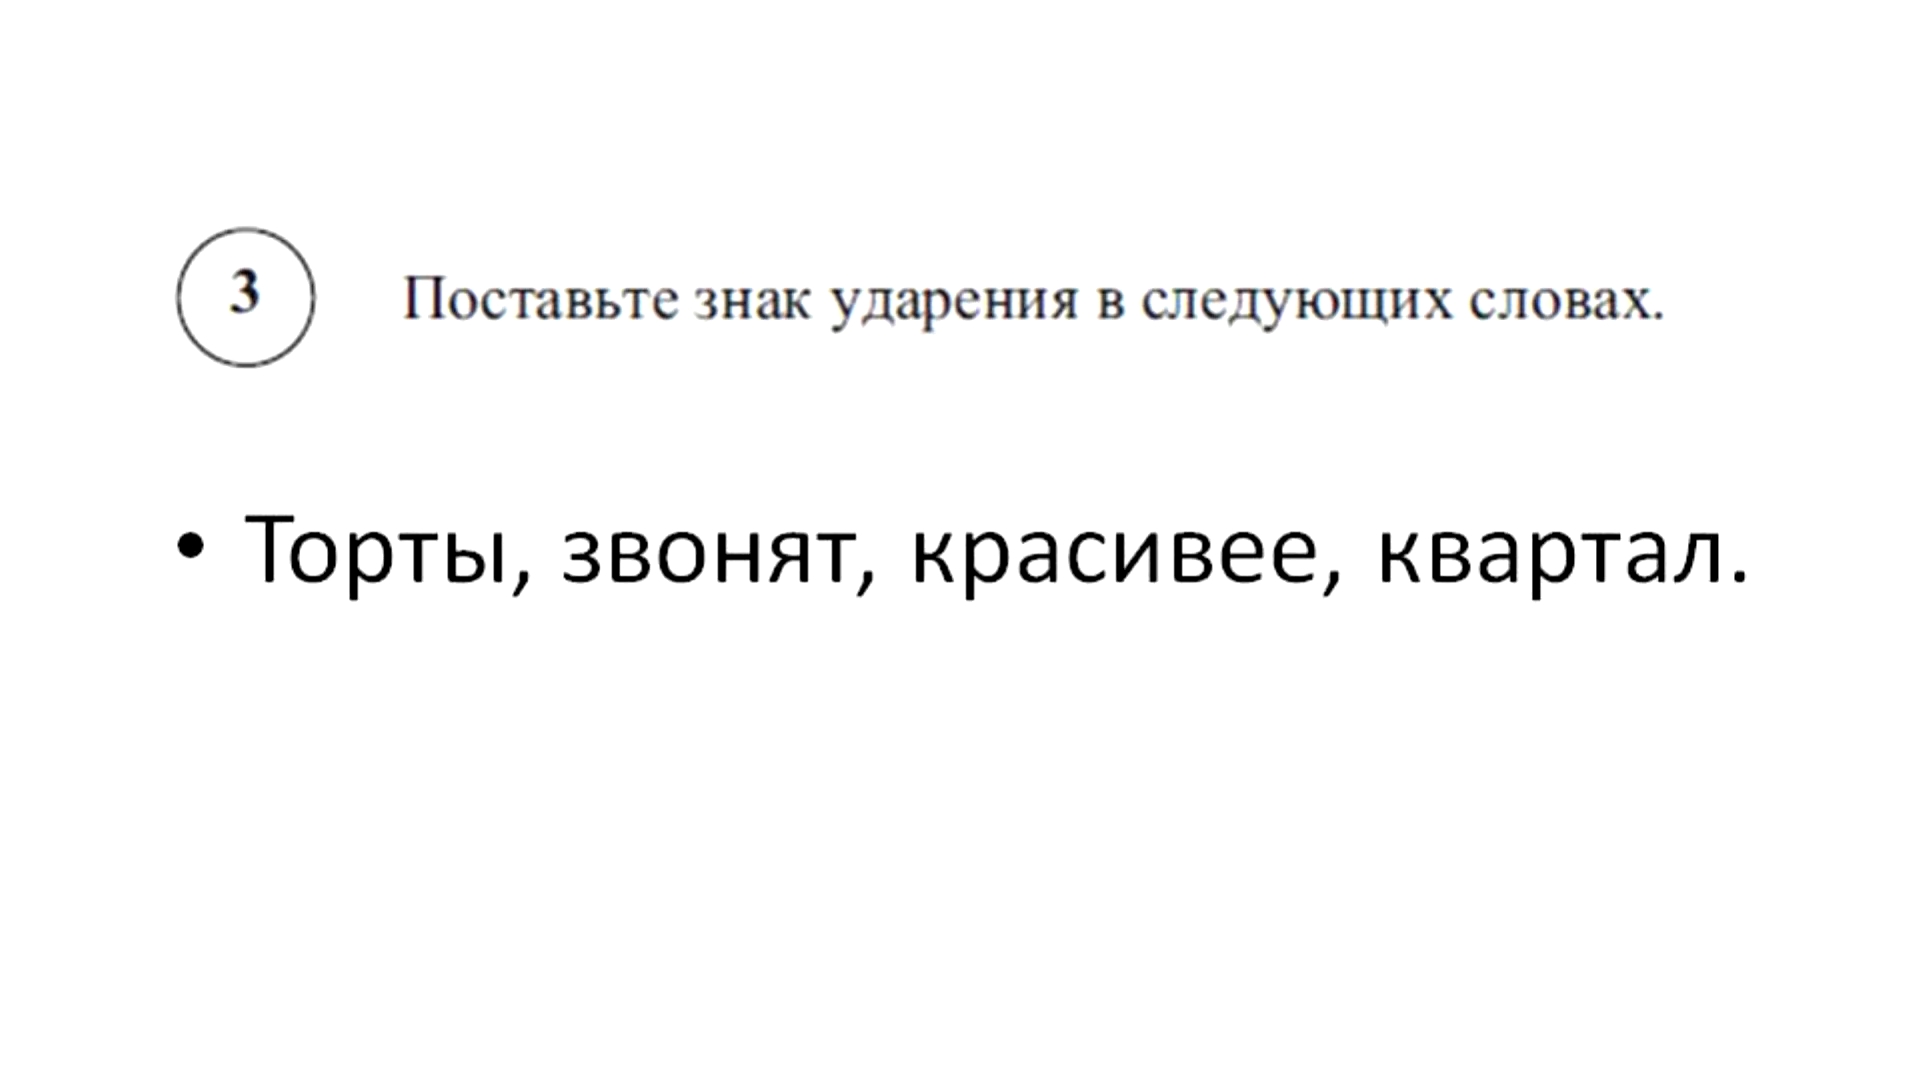 3 Поставьте знак ударения в следующих словах.
• Торты, звонят, красивее, квартал.